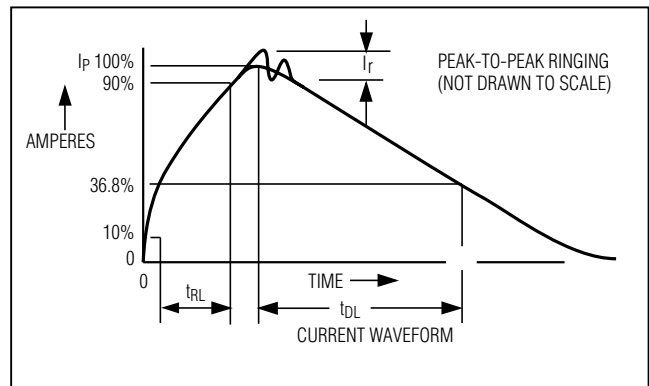 IP 100%
90%
AMPERES
36.8%
10%
0
0
tRL
TIME
tDL
CURRENT WAVEFORM
Ir
PEAK-TO-PEAK RINGING
(NOT DRAWN TO SCALE)